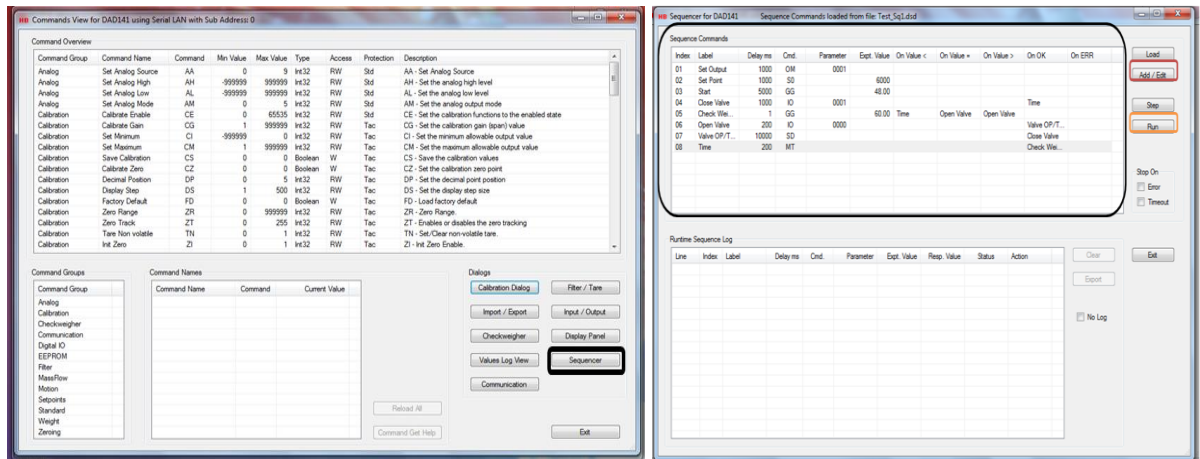 Commands View for DAD141 using Serial LAN with Sub Address: 0
Command Overview
Command Group Command Name Command Min Value Max Value Type Access Protection Description
Analog Set Analog Source AA 0 9 Int32 RW Std AA - Set Analog Source
Analog Set Analog High AH -999999 999999 Int32 RW Std AH - Set the analog high level
Analog Set Analog Low AL -999999 999999 Int32 RW Std AL - Set the analog low level
Analog Set Analog Mode AM 0 5 Int32 RW Std AM - Set the analog output mode
Calibration Calibrate Enable CE 0 65535 Int32 RW Std CE - Set the calibration functions to the enabled state
Calibration Calibrate Gain CG 1 999999 Int32 RW Tac CG - Set the calibration gain (span) value
Calibration Set Minimum CI -999999 0 Int32 RW Tac CI - Set the minimum allowable output value
Calibration Set Maximum CM 1 999999 Int32 RW Tac CM - Set the maximum allowable output value
Calibration Save Calibration CS 0 0 Boolean W Tac CS - Save the calibration values
Calibration Calibrate Zero CZ 0 0 Boolean W Tac CZ - Set the calibration zero point
Calibration Decimal Position DP 0 5 Int32 RW Tac DP - Set the decimal point position
Calibration Display Step DS 1 500 Int32 RW Tac DS - Set the display step size
Calibration Factory Default FD 0 0 Boolean W Tac FD - Load factory default
Calibration Zero Range ZR 0 999999 Int32 RW Tac ZR - Zero Range.
Calibration Zero Track ZT 0 255 Int32 RW Tac ZT - Enables or disables the zero tracking
Calibration Tare Non volatile TN 0 1 Int32 RW Tac TN - Set/Clear non-volatile tare.
Calibration Init Zero ZI 0 1 Int32 RW Tac ZI - Init Zero Enable.
Command Groups
Command Group
Analog
Calibration
Checkweigher
Communication
Digital IO
EEPROM
Filter
MassFlow
Motion
Setpoints
Standard
Weight
Zeroing
Command Names
Command Name Command Current Value
Reload All
Command Get Help
Dialogs
Calibration Dialog Filter / Tare
Import / Export Input / Output
Checkweigher Display Panel
Values Log View Sequencer
Communication
Exit
Sequencer for DAD141 Sequence Commands loaded from file: Test_Sq1.dsd
Sequence Commands
Index Label Delay ms Cmd. Parameter Expt. Value On Value < On Value = On Value > On OK On ERR
01 Set Output 1000 OM 0001
02 Set Point 1000 S0 6000
03 Start 5000 GG 48.00
04 Close Valve 1000 IO 0001 Time
05 Check Wei... 1 GG 60.00 Time Open Valve Open Valve
06 Open Valve 200 IO 0000 Valve OP/T...
07 Valve OP/T... 10000 SD Close Valve
08 Time 200 MT Check Wei...
Load
Add / Edit
Step
Run
Stop On
Error
Timeout
Runtime Sequence Log
Line Index Label Delay ms Cmd. Parameter Expt. Value Resp. Value Status Action
Clear
Export
No Log
Exit